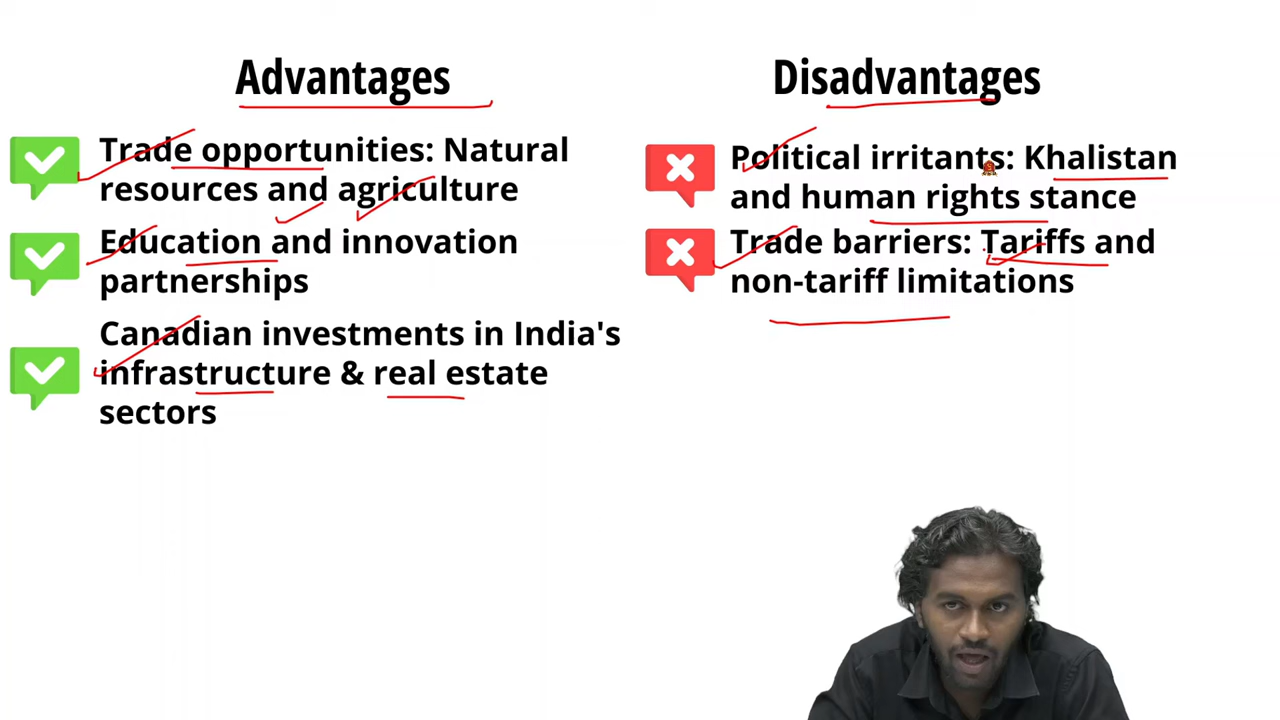 Advantages
Trade opportunities: Natural
resources and agriculture
Education and innovation
partnerships
Canadian investments in India's
infrastructure & real estate
sectors
Disadvantages
Political irritants: Khalistan
and human rights stance
Trade barriers: Tariffs and
non-tariff limitations